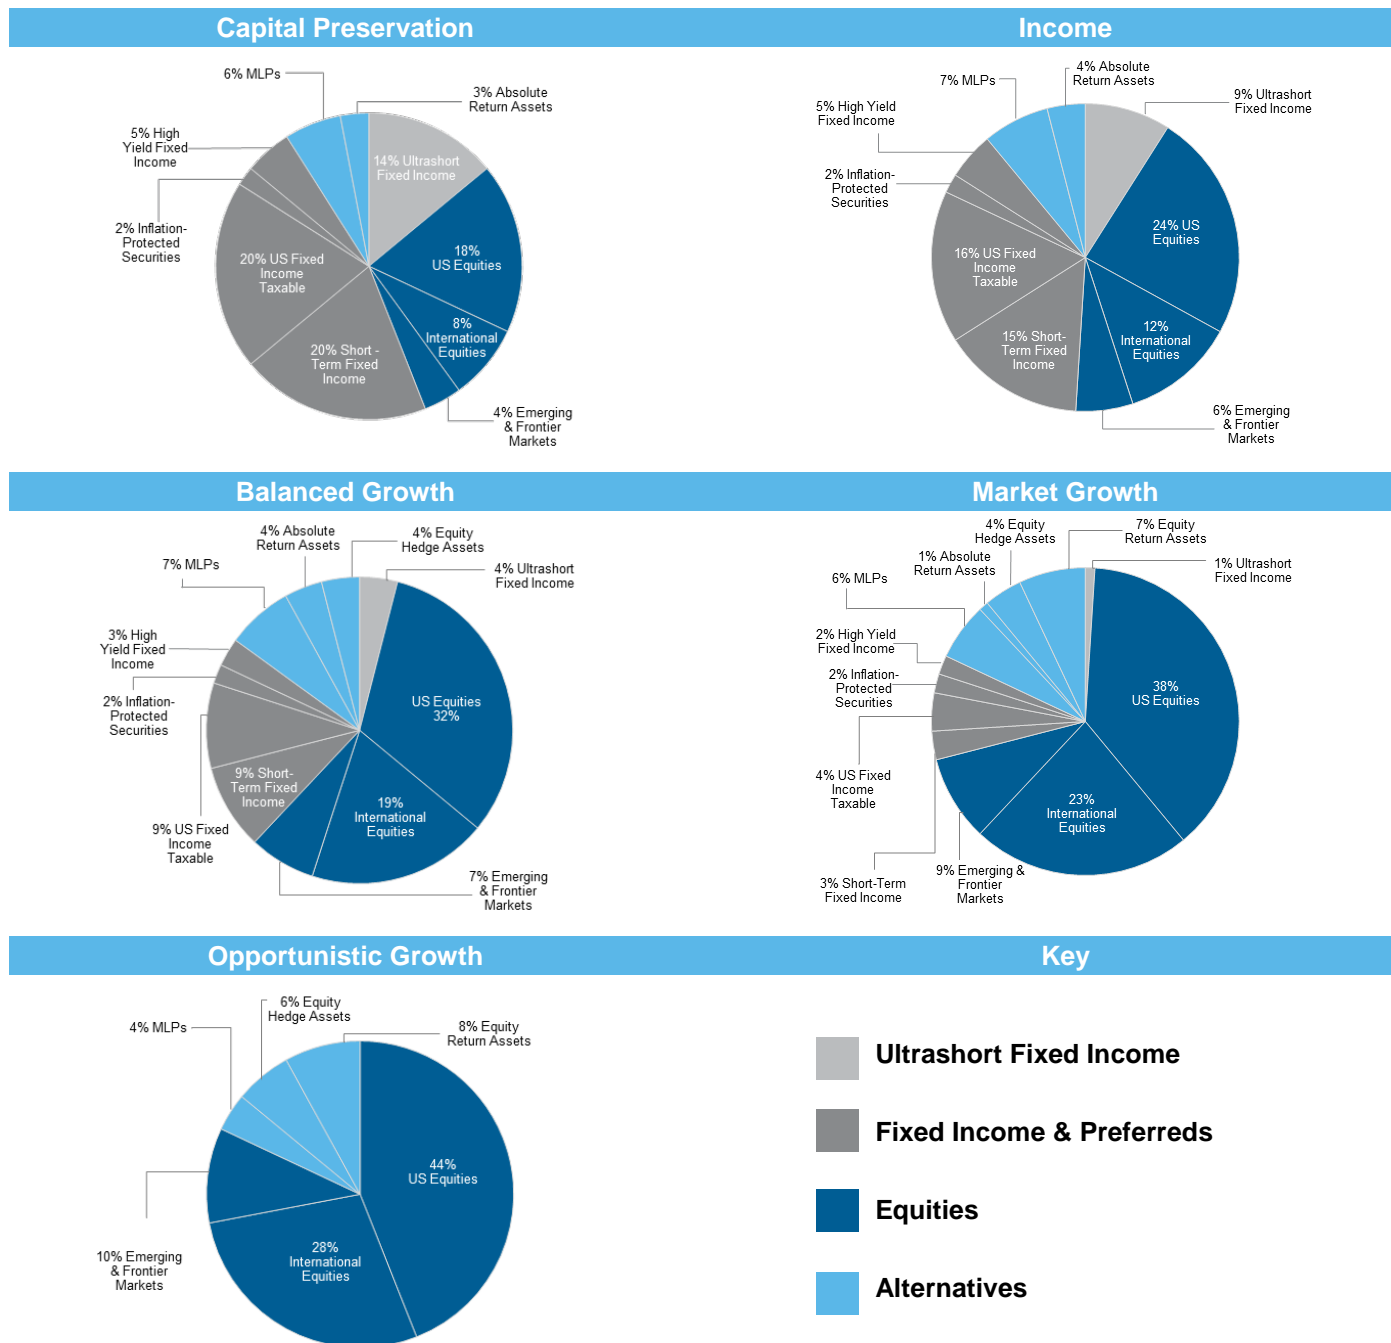 Capital Preservation
6% MLPs
3% Absolute
Return Assets
5% High
Yield Fixed
Income
14% Ultrashort
Fixed Income
2% Inflation-
Protected
Securities
18%
US Equities
20% US Fixed
Income
Taxable
8%
International
Equities
20% Short -
Term Fixed
Income
4% Emerging
& Frontier
Markets
Income
4% Absolute
Return Assets
7% MLPs
9% Ultrashort
Fixed Income
5% High Yield
Fixed Income
2% Inflation-
Protected
Securities
24% US
Equities
16% US Fixed
Income
Taxable
12%
International
Equities
15% Short-
Term Fixed
Income
6% Emerging
& Frontier
Markets
Balanced Growth
4% Absolute
Return Assets
4% Equity
Hedge Assets
7% MLPs
4% Ultrashort
Fixed Income
3% High
Yield Fixed
Income
2% Inflation-
Protected
Securities
US Equities
32%
9% Short-
Term Fixed
Income
19%
International
Equities
9% US Fixed
Income
Taxable
7% Emerging
& Frontier
Markets
Market Growth
4% Equity
Hedge Assets
7% Equity
Return Assets
1% Absolute
Return Assets
1% Ultrashort
Fixed Income
6% MLPs
2% High Yield
Fixed Income
2% Inflation-
Protected
Securities
38%
US Equities
4% US Fixed
Income
Taxable
23%
International
Equities
3% Short-Term
Fixed Income
9% Emerging &
Frontier
Markets
Opportunistic Growth
6% Equity
Hedge Assets
4% MLPs
8% Equity
Return Assets
44%
US Equities
28%
International
Equities
10% Emerging
& Frontier
Markets
Key
Ultrashort Fixed Income
Fixed Income & Preferreds
Equities
Alternatives